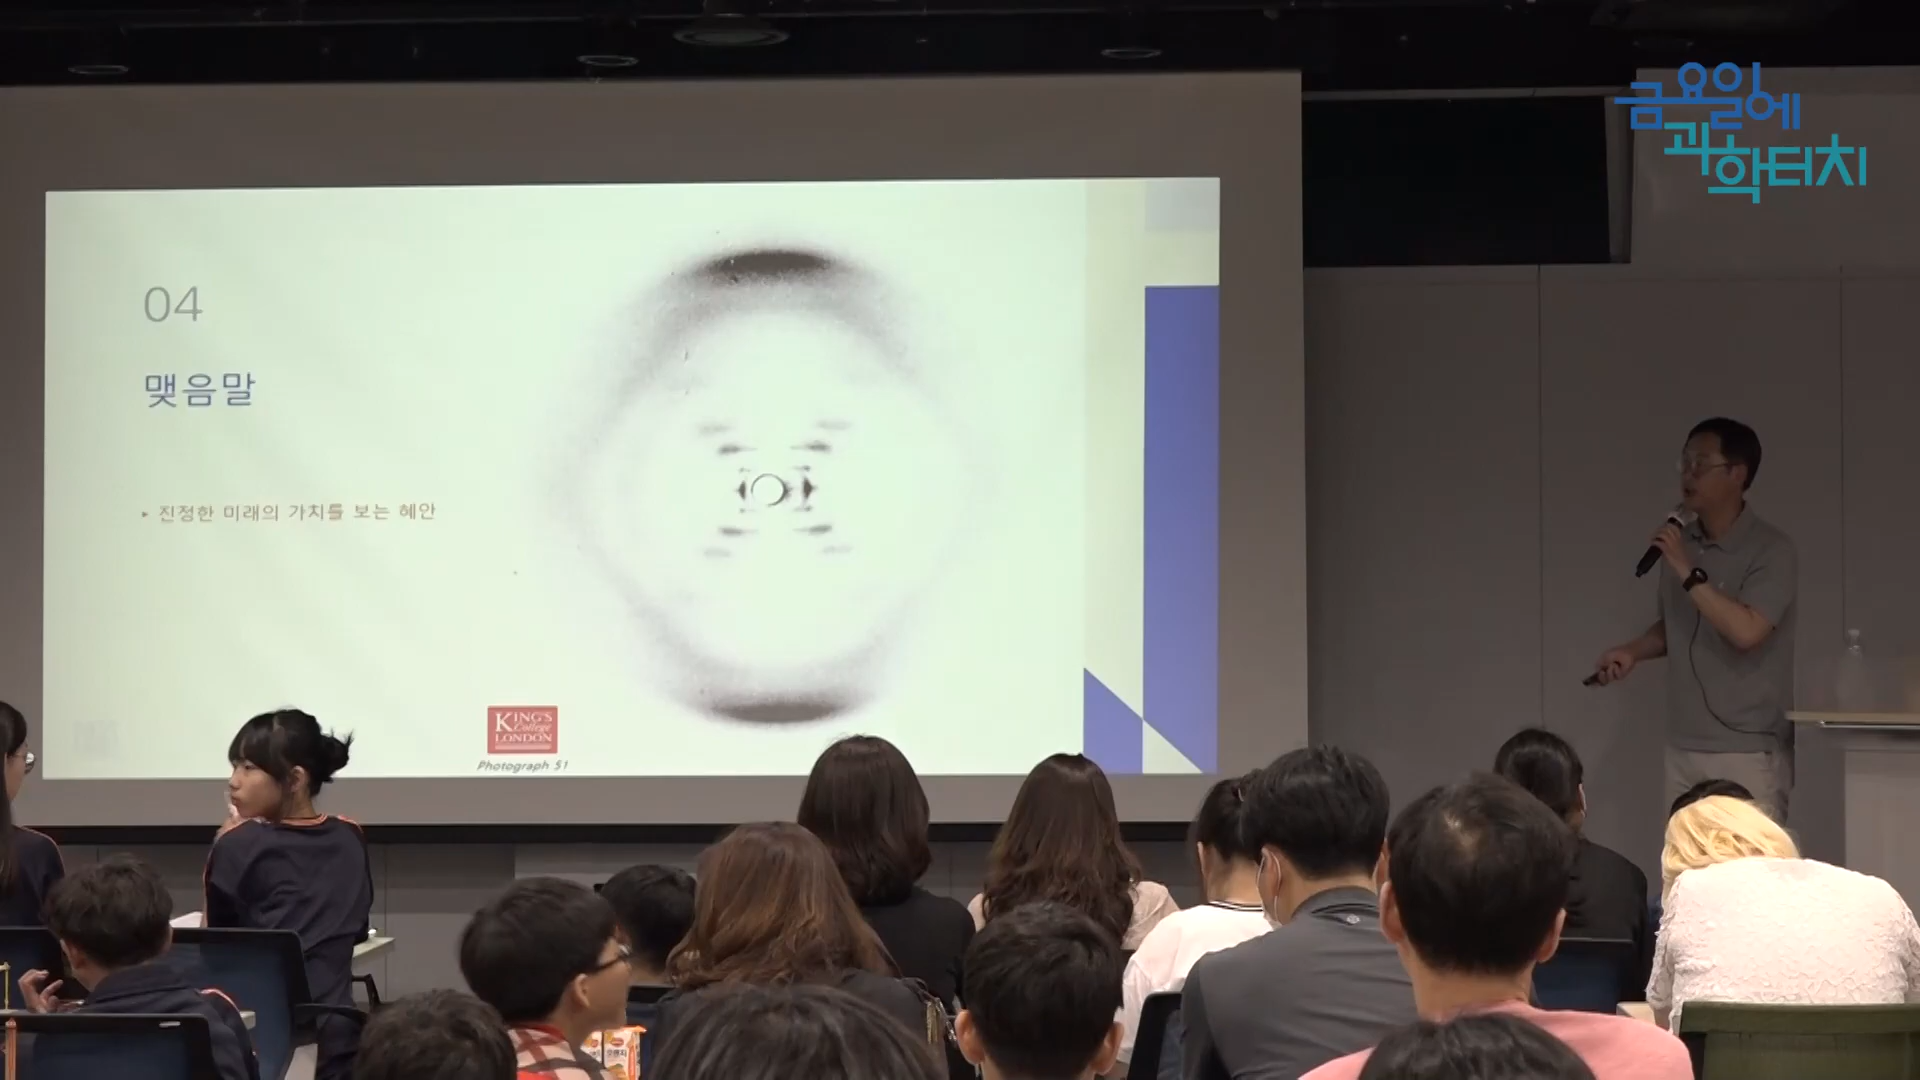 금요일에
과학터치
04
맺음말
▸ 진정한 미래의 가치를 보는 혜안
KING'S
College
LONDON
Photograph 51